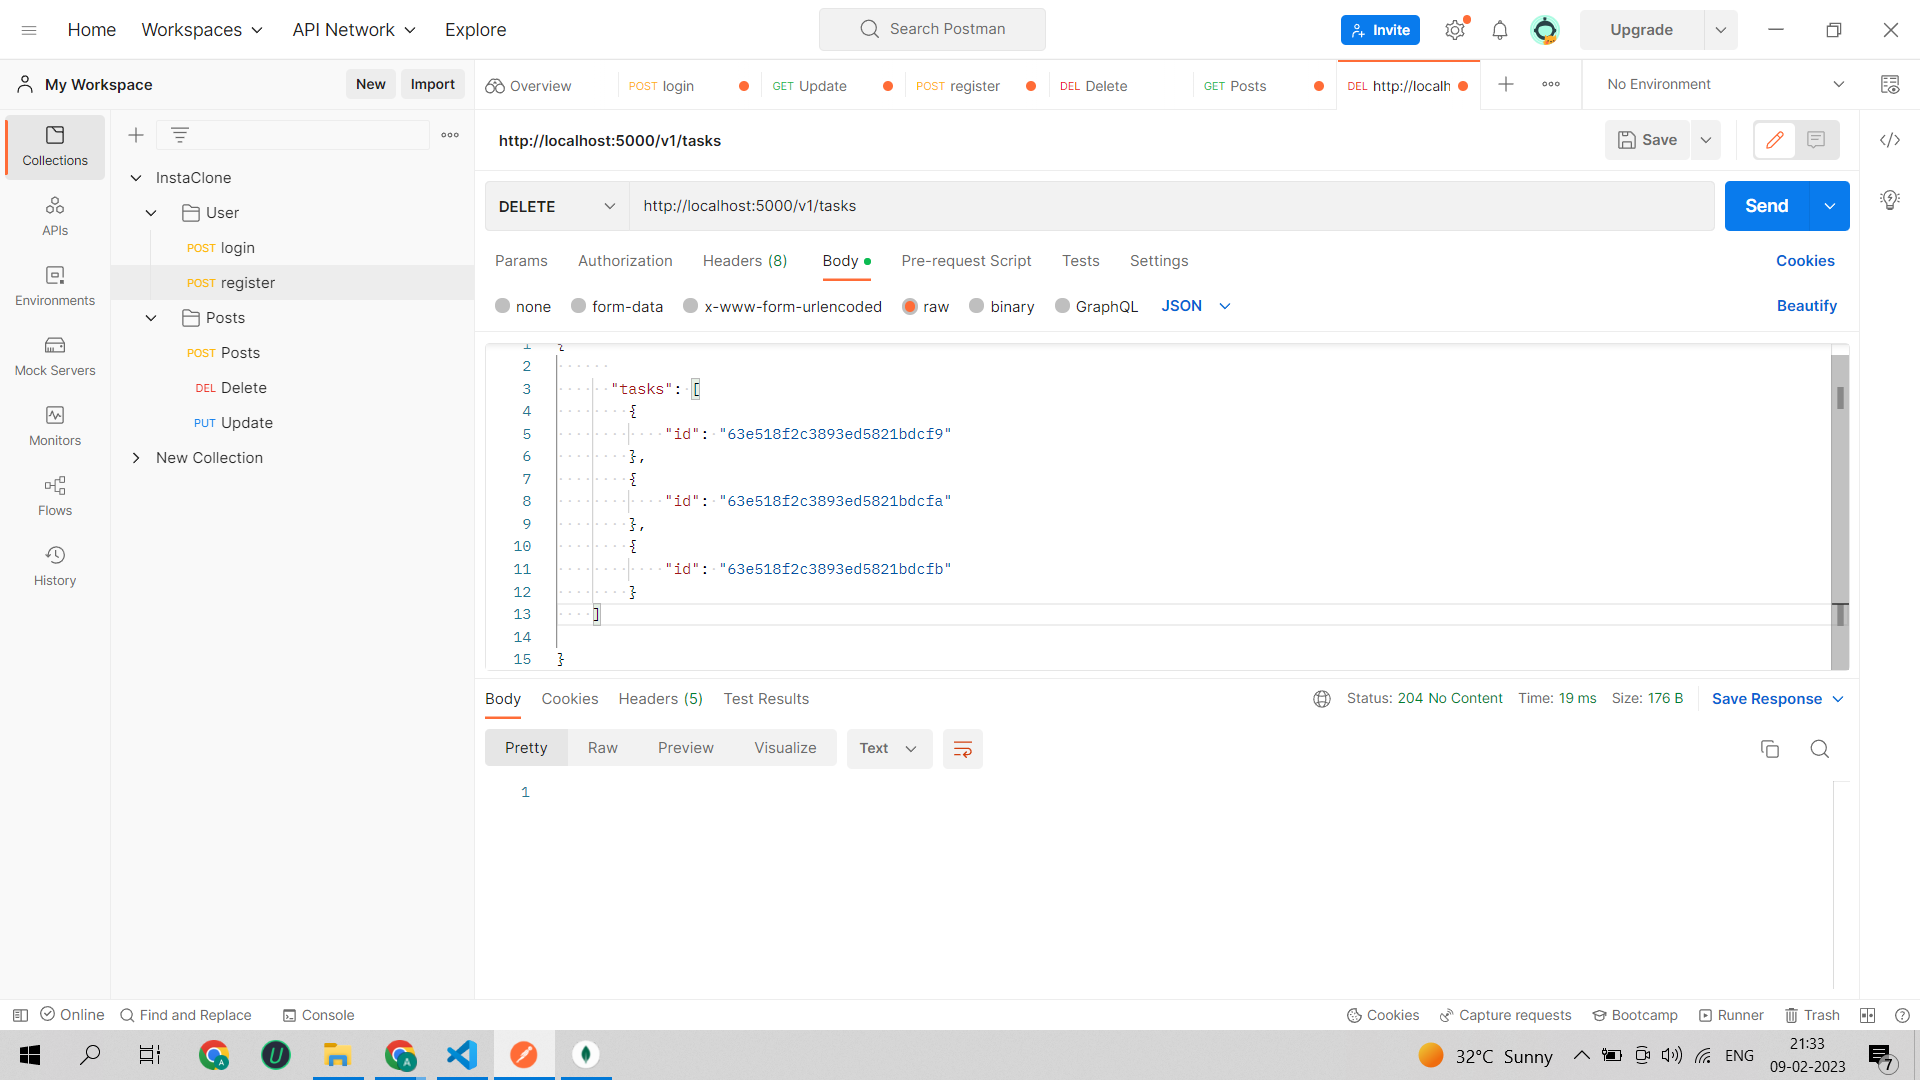 Home Workspaces API Network Explore
Search Postman
Invite
Upgrade
My Workspace
New Import
Overview
POST login
GET Update
POST register
DEL Delete
GET Posts
DEL http://localh
No Environment
Collections
APIs
Environments
Mock Servers
Monitors
Flows
History
InstaClone
User
POST login
POST register
Posts
POST Posts
DEL Delete
PUT Update
New Collection
http://localhost:5000/v1/tasks
Save
DELETE http://localhost:5000/v1/tasks
Send
Params Authorization Headers (8) Body Pre-request Script Tests Settings
Cookies
none form-data x-www-form-urlencoded raw binary GraphQL JSON
Beautify
1 {
2
3 "tasks": [
4 {
5 "id": "63e518f2c3893ed5821bdcf9"
6 },
7 {
8 "id": "63e518f2c3893ed5821bdcfa"
9 },
10 {
11 "id": "63e518f2c3893ed5821bdcfb"
12 }
13 ]
14
15 }
Body Cookies Headers (5) Test Results
Status: 204 No Content Time: 19 ms Size: 176 B Save Response
Pretty Raw Preview Visualize Text
1
Online Find and Replace Console
Cookies Capture requests Bootcamp Runner Trash
32°C Sunny
ENG
21:33
09-02-2023
7